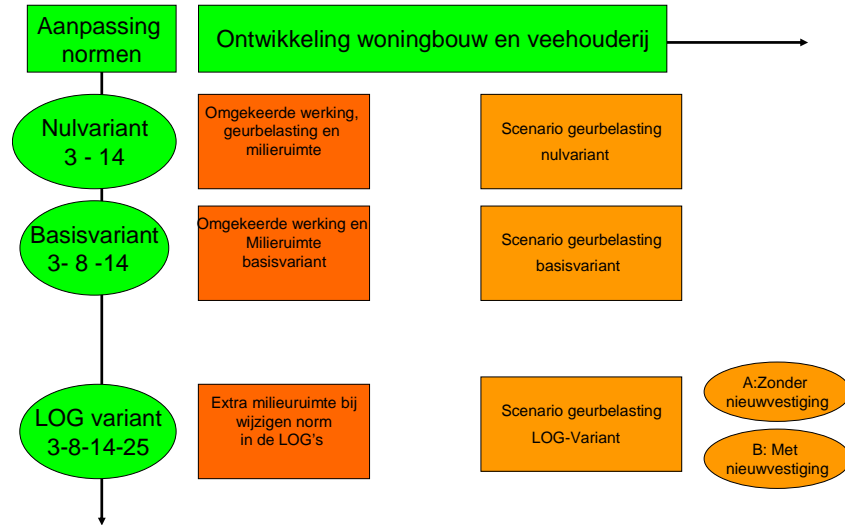 Aanpassing
normen
Ontwikkeling woningbouw en veehouderij
Nulvariant
3 - 14
Omgekeerde werking,
geurbelasting en
milieruimte
Scenario geurbelasting
nulvariant
Basisvariant
3- 8 -14
Omgekeerde werking en
Milieruimte
basisvariant
Scenario geurbelasting
basisvariant
LOG variant
3-8-14-25
Extra milieuruimte bij
wijzigen norm
in de LOG's
Scenario geurbelasting
LOG-Variant
A:Zonder
nieuwvestiging
B: Met
nieuwvestiging